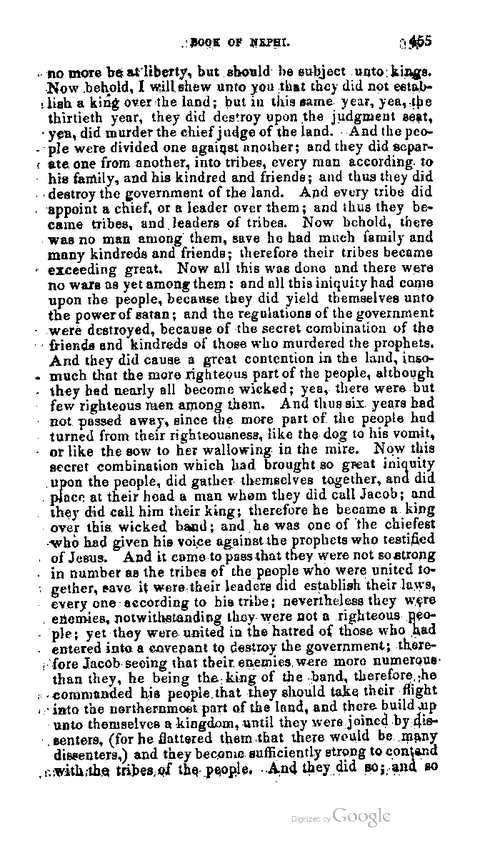 BOOK OF NEPHI. 455
no more be at liberty, but should be subject unto kings.
Now behold, I will shew unto you that they did not estab-
lish a king over the land; but in this same year, yea, the
thirtieth year, they did destroy upon the judgment seat,
yea, did murder the chief judge of the land. And the peo-
ple were divided one against another; and they did separ-
ate one from another, into tribes, every man according to
his family, and his kindred and friends; and thus they did
destroy the government of the land. And every tribe did
appoint a chief, or a leader over them; and thus they be-
came tribes, and leaders of tribes. Now behold, there
was no man among them, save he had much family and
many kindreds and friends; therefore their tribes became
exceeding great. Now all this was done and there were
no wars as yet among them: and all this iniquity had come
upon the people, because they did yield themselves unto
the power of satan; and the regulations of the government
were destroyed, because of the secret combination of the
friends and kindreds of those who murdered the prophets.
And they did cause a great contention in the land, inso-
much that the more righteous part of the people, although
they had nearly all become wicked; yea, there were but
few righteous men among them. And thus six years had
not passed away, since the more part of the people had
turned from their righteousness, like the dog to his vomit,
or like the sow to her wallowing in the mire. Now this
secret combination which had brought so great iniquity
upon the people, did gather themselves together, and did
place at their head a man whom they did call Jacob; and
they did call him their king; therefore he became a king
over this wicked band; and he was one of the chiefest
who had given his voice against the prophets who testified
of Jesus. And it came to pass that they were not so strong
in number as the tribes of the people who were united to-
gether, save it were their leaders did establish their laws,
every one according to his tribe; nevertheless they were
enemies, notwithstanding they were not a righteous peo-
ple; yet they were united in the hatred of those who had
entered into a covenant to destroy the government; there-
fore Jacob seeing that their enemies were more numerous
than they, he being the king of the band, therefore he
commanded his people that they should take their flight
into the northernmost part of the land, and there build up
unto themselves a kingdom, until they were joined by dis-
senters, (for he flattered them that there would be many
dissenters,) and they become sufficiently strong to contend
with the tribes of the people. And they did so; and so
Digitized by Google